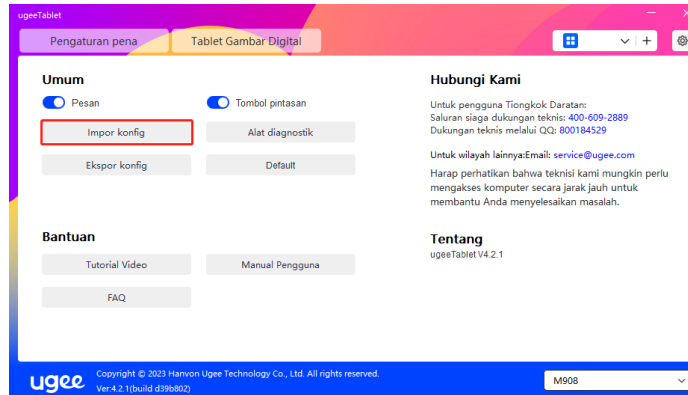 ugeeTablet
Pengaturan pena
Tablet Gambar Digital
Umum
Pesan
Tombol pintasan
Impor konfig
Alat diagnostik
Ekspor konfig
Default
Bantuan
Tutorial Video
Manual Pengguna
FAQ
Hubungi Kami
Untuk pengguna Tiongkok Daratan:
Saluran siaga dukungan teknis: 400-609-2889
Dukungan teknis melalui QQ: 800184529
Untuk wilayah lainnya:Email: service@ugee.com
Harap perhatikan bahwa teknisi kami mungkin perlu
mengakses komputer secara jarak jauh untuk
membantu Anda menyelesaikan masalah.
Tentang
ugeeTablet V4.2.1
ugee
Copyright © 2023 Hanvon Ugee Technology Co., Ltd. All rights reserved.
Ver:4.2.1(build d39b802)
M908